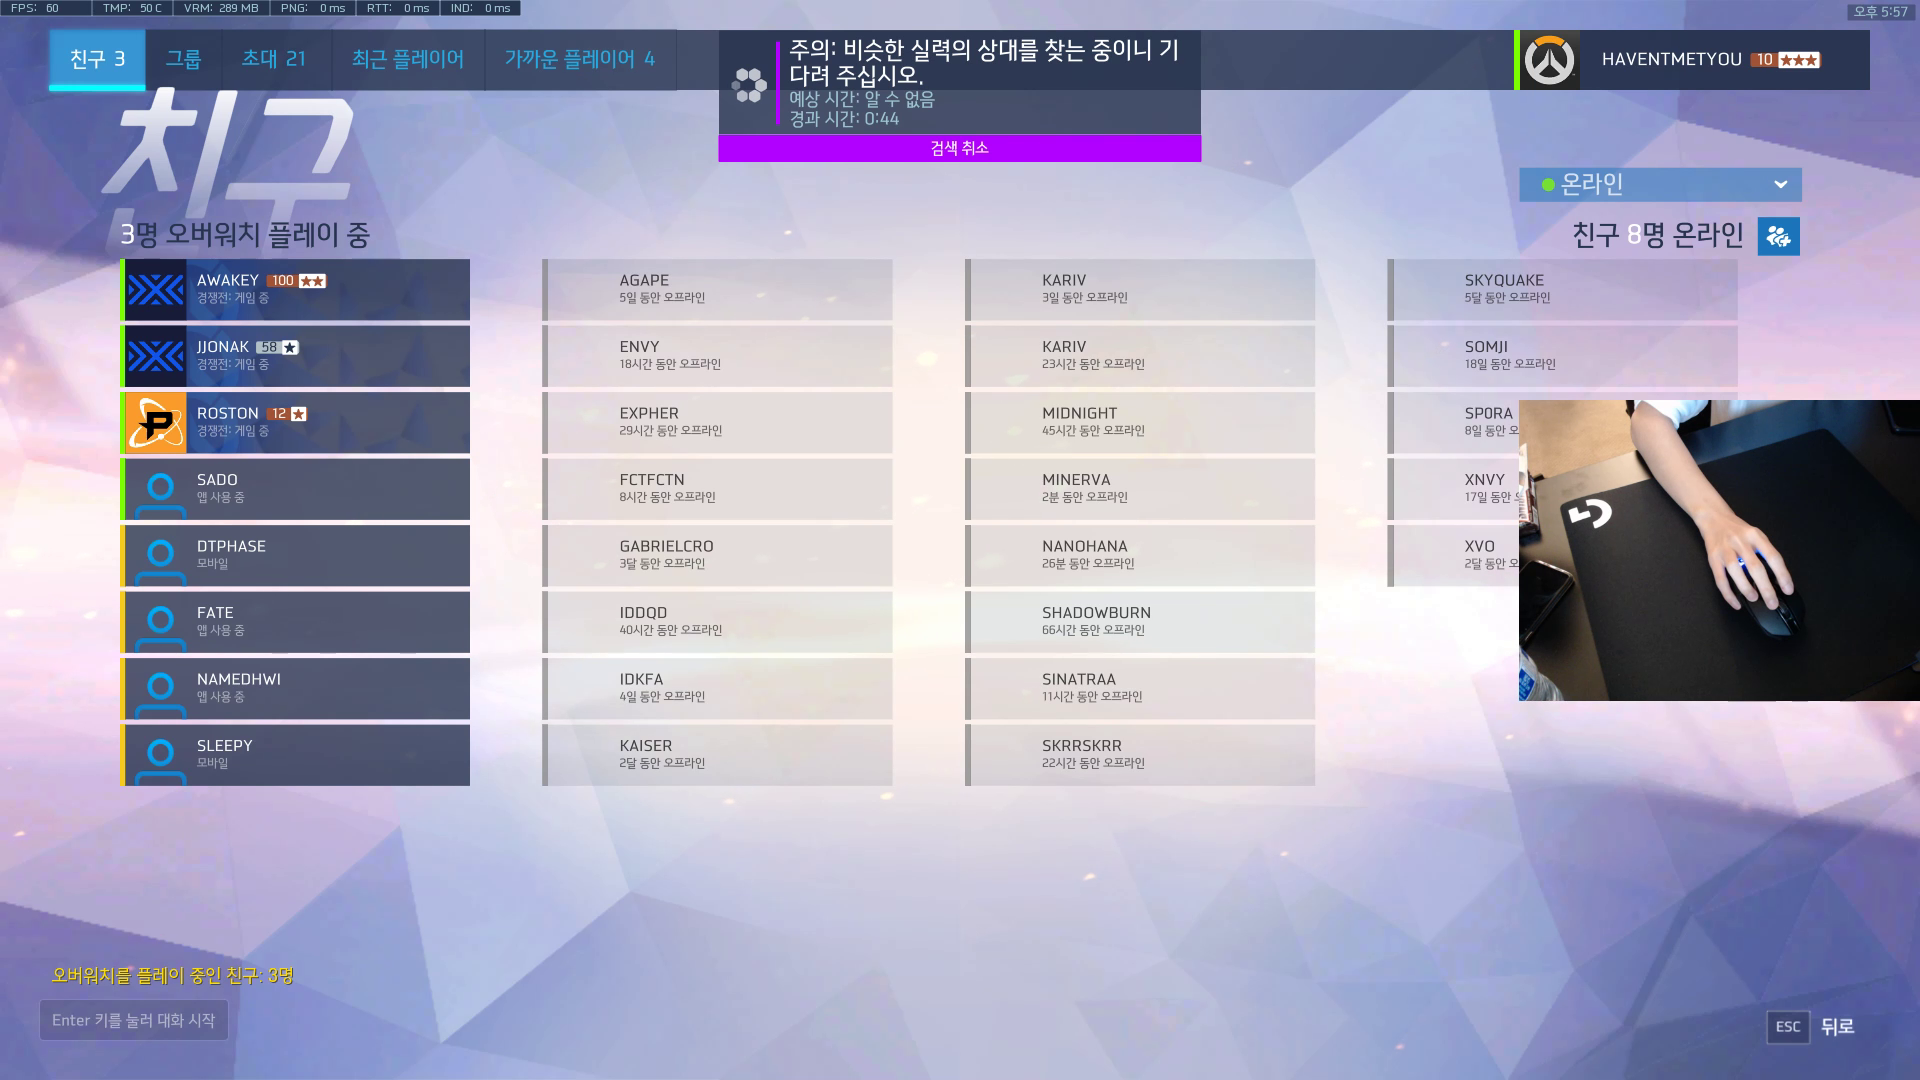 FPS: 60 TMP: 50 C VRM: 289 MB PNG: 0 ms RTT: 0 ms IND: 0 ms
오후 5:57
친구 3 그룹 초대 21 최근 플레이어 가까운 플레이어 4
주의: 비슷한 실력의 상대를 찾는 중이니 기
다려 주십시오.
예상 시간: 알 수 없음
경과 시간: 0:44
검색 취소
HAVENTMETYOU 10
친구
온라인
3명 오버워치 플레이 중
친구 8명 온라인
AWAKEY 100
경쟁전: 게임 중
JJONAK 58
경쟁전: 게임 중
ROSTON 12
경쟁전: 게임 중
SADO
앱 사용 중
DTPHASE
모바일
FATE
앱 사용 중
NAMEDHWI
앱 사용 중
SLEEPY
모바일
AGAPE
5일 동안 오프라인
ENVY
18시간 동안 오프라인
EXPHER
29시간 동안 오프라인
FCTFCTN
8시간 동안 오프라인
GABRIELCRO
3달 동안 오프라인
IDDQD
40시간 동안 오프라인
IDKFA
4일 동안 오프라인
KAISER
2달 동안 오프라인
KARIV
3일 동안 오프라인
KARIV
23시간 동안 오프라인
MIDNIGHT
45시간 동안 오프라인
MINERVA
2분 동안 오프라인
NANOHANA
26분 동안 오프라인
SHADOWBURN
66시간 동안 오프라인
SINATRAA
11시간 동안 오프라인
SKRRSKRR
22시간 동안 오프라인
SKYQUAKE
5달 동안 오프라인
SOMJI
18일 동안 오프라인
SP0RA
8일 동안 오
XNVY
17일 동안
XVO
2달 동안 오
오버워치를 플레이 중인 친구: 3명
Enter 키를 눌러 대화 시작
ESC 뒤로